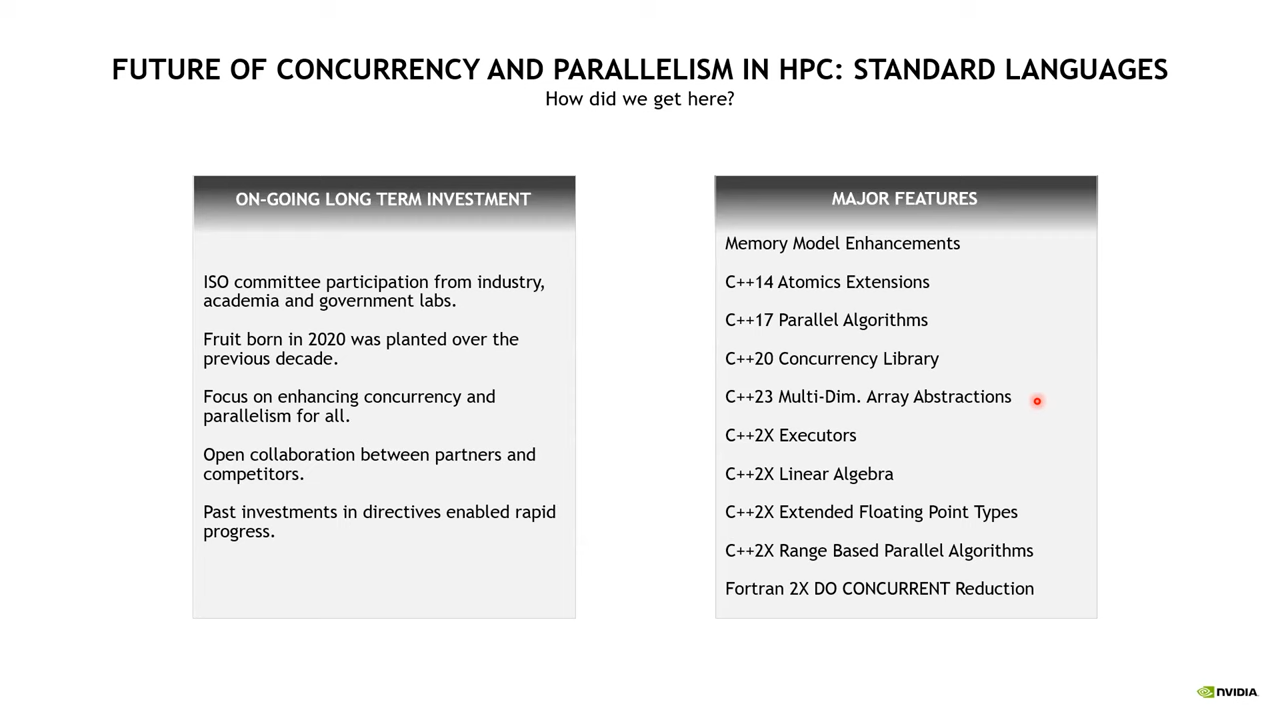 FUTURE OF CONCURRENCY AND PARALLELISM IN HPC: STANDARD LANGUAGES
How did we get here?
ON-GOING LONG TERM INVESTMENT
ISO committee participation from industry,
academia and government labs.
Fruit born in 2020 was planted over the
previous decade.
Focus on enhancing concurrency and
parallelism for all.
Open collaboration between partners and
competitors.
Past investments in directives enabled rapid
progress.
MAJOR FEATURES
Memory Model Enhancements
C++14 Atomics Extensions
C++17 Parallel Algorithms
C++20 Concurrency Library
C++23 Multi-Dim. Array Abstractions
C++2X Executors
C++2X Linear Algebra
C++2X Extended Floating Point Types
C++2X Range Based Parallel Algorithms
Fortran 2X DO CONCURRENT Reduction
NVIDIA